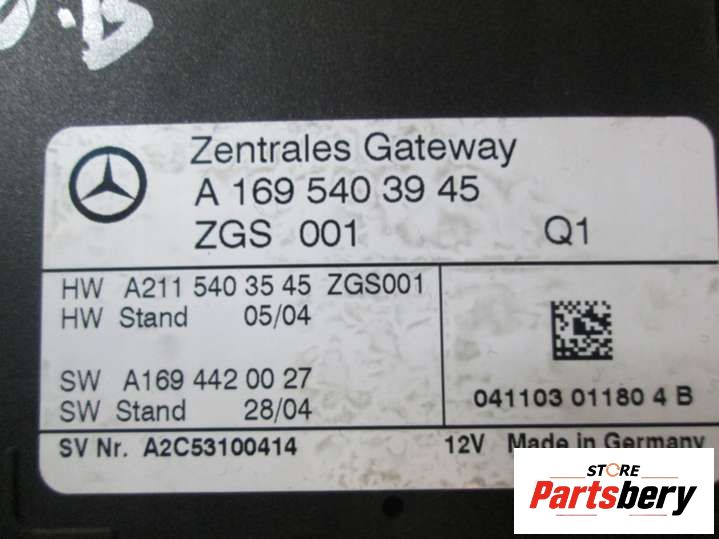 Zentrales Gateway
A 169 540 39 45
ZGS 001 Q1
HW A211 540 35 45 ZGS001
HW Stand 05/04
SW A169 442 00 27
SW Stand 28/04
041103 01180 4 B
SV Nr. A2C53100414 12V Made in Germany
STORE
Partsbery